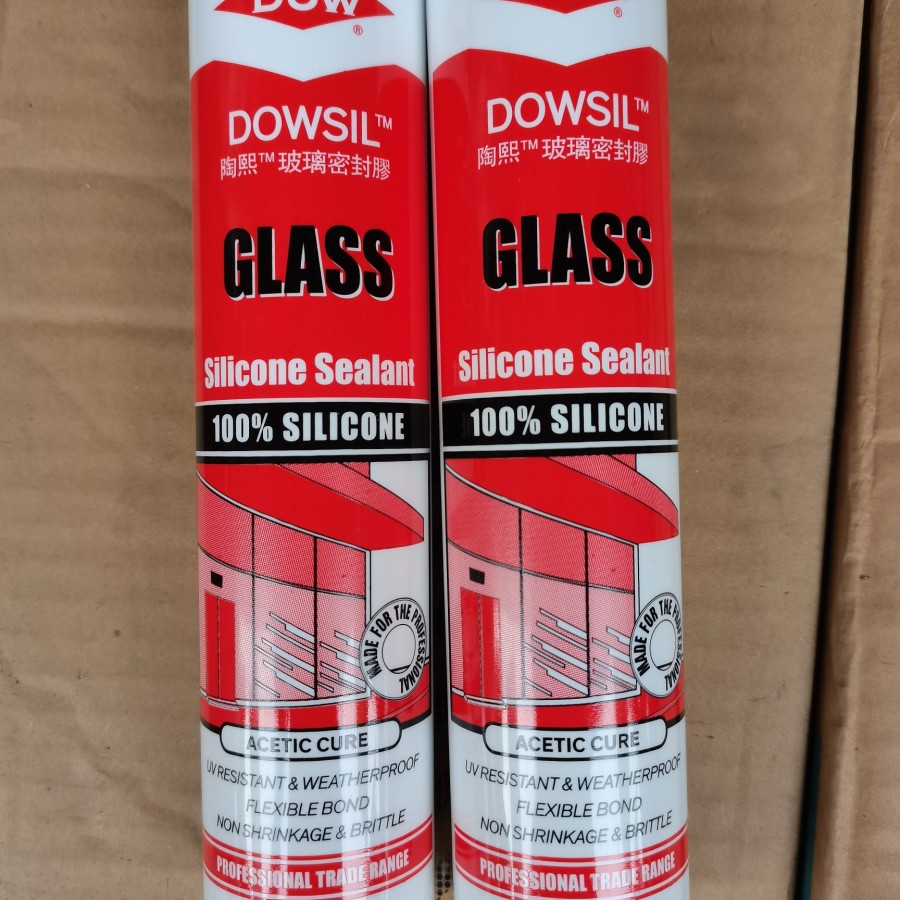 DOW
®
DOWSIL™
陶熙™玻璃密封膠
GLASS
Silicone Sealant
100% SILICONE
MADE FOR THE PROFESSIONAL
ACETIC CURE
UV RESISTANT & WEATHERPROOF
FLEXIBLE BOND
NON SHRINKAGE & BRITTLE
PROFESSIONAL TRADE RANGE
®
DOWSIL™
陶熙™玻璃密封膠
GLASS
Silicone Sealant
100% SILICONE
MADE FOR THE PROFESSIONAL
ACETIC CURE
UV RESISTANT & WEATHERPROOF
FLEXIBLE BOND
NON SHRINKAGE & BRITTLE
PROFESSIONAL TRADE RANGE